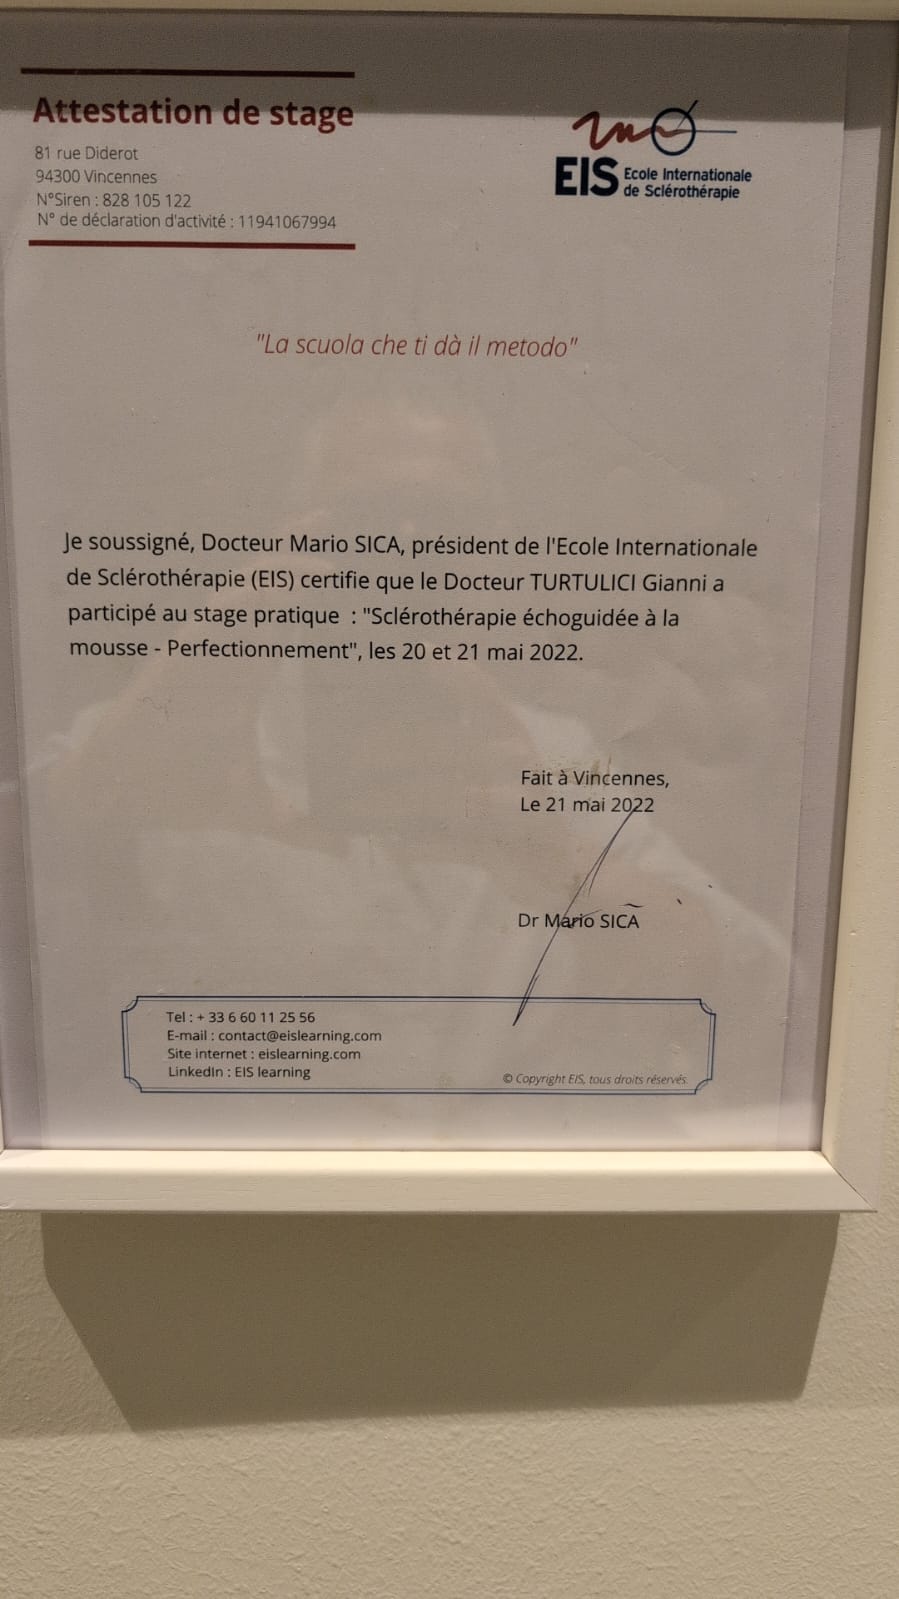 Attestation de stage
81 rue Diderot
94300 Vincennes
N°Siren : 828 105 122
N° de déclaration d'activité : 11941067994
EIS Ecole Internationale
de Sclérothérapie
"La scuola che ti dà il metodo"
Je soussigné, Docteur Mario SICA, président de l'Ecole Internationale
de Sclérothérapie (EIS) certifie que le Docteur TURTULICI Gianni a
participé au stage pratique : "Sclérothérapie échoguidée à la
mousse - Perfectionnement", les 20 et 21 mai 2022.
Fait à Vincennes,
Le 21 mai 2022
Dr Mario SICA
Tel : + 33 6 60 11 25 56
E-mail : contact@eislearning.com
Site internet : eislearning.com
LinkedIn : EIS learning
© Copyright EIS, tous droits réservés.